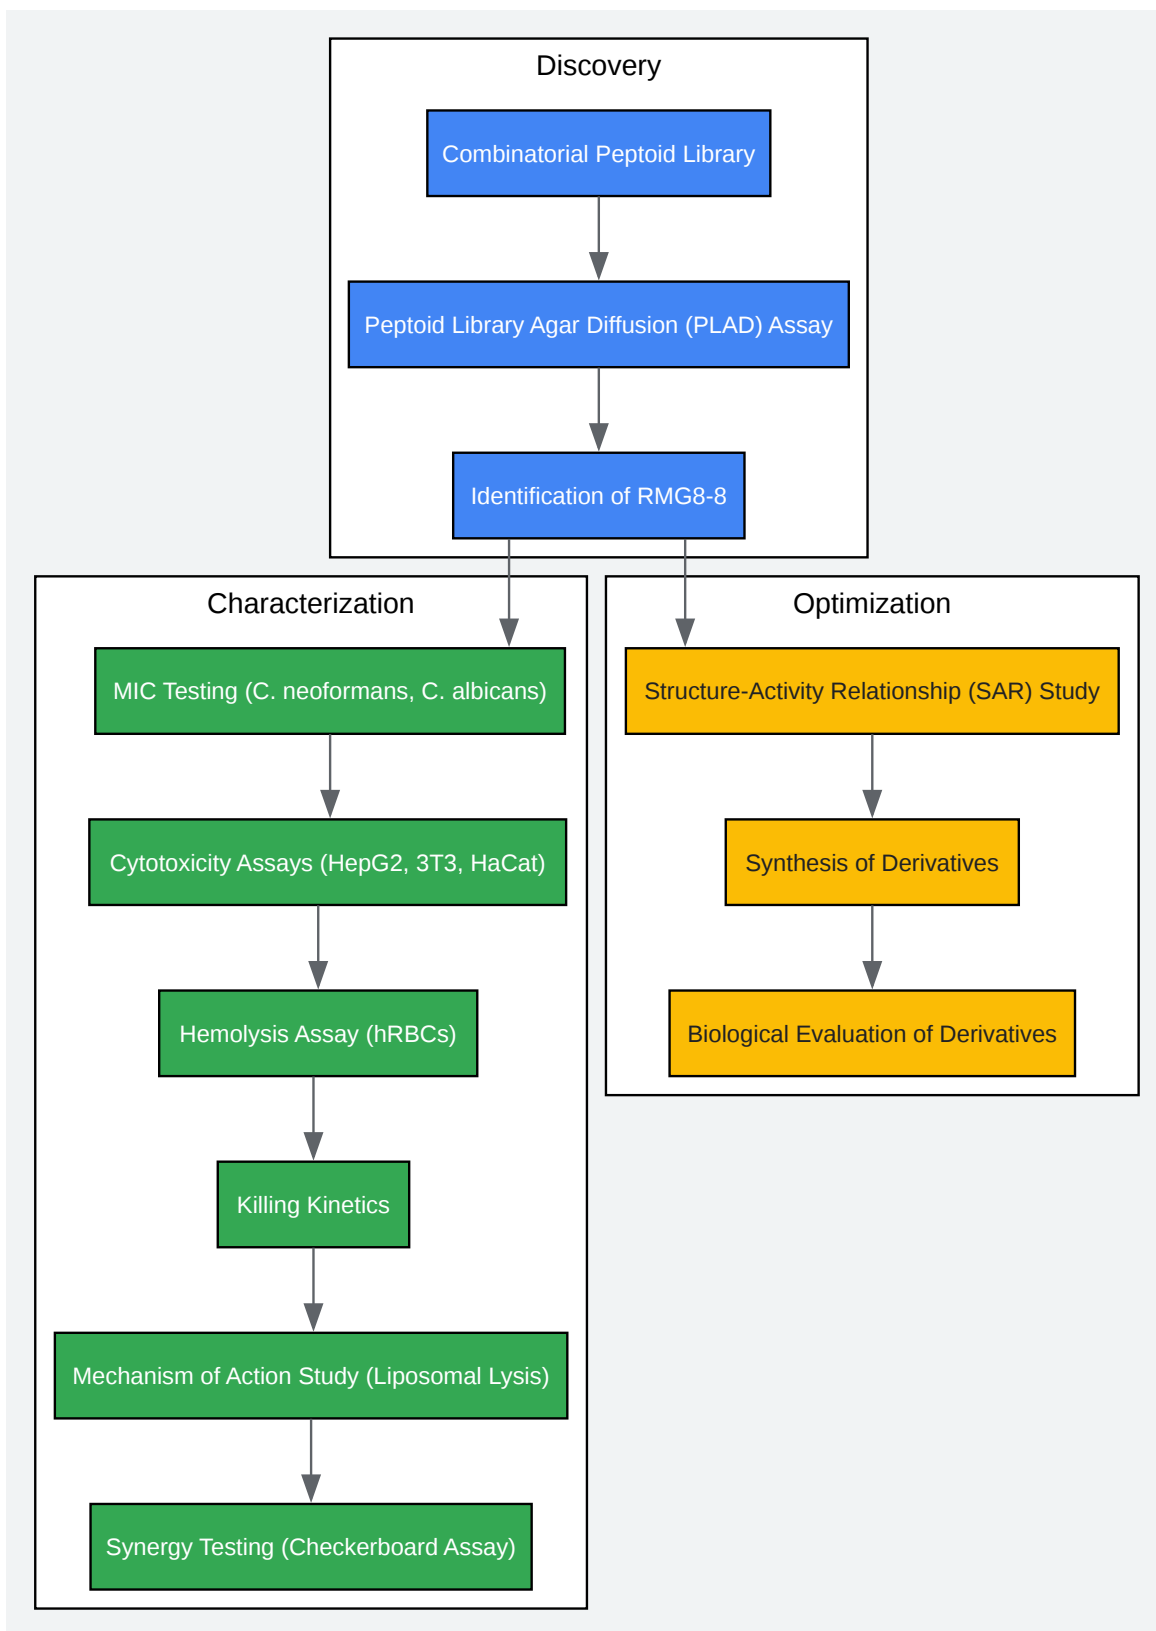 Discovery
Combinatorial Peptoid Library
Peptoid Library Agar Diffusion (PLAD) Assay
Identification of RMG8-8
Characterization
MIC Testing (C. neoformans, C. albicans)
Cytotoxicity Assays (HepG2, 3T3, HaCat)
Hemolysis Assay (hRBCs)
Killing Kinetics
Mechanism of Action Study (Liposomal Lysis)
Synergy Testing (Checkerboard Assay)
Optimization
Structure-Activity Relationship (SAR) Study
Synthesis of Derivatives
Biological Evaluation of Derivatives